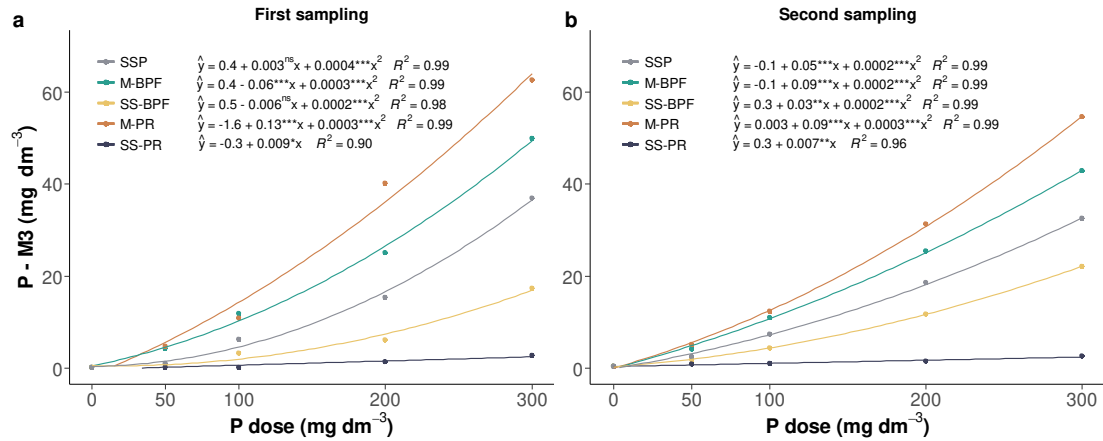 a First sampling
SSP ŷ = 0.4 + 0.003ⁿˢx + 0.0004***x² R² = 0.99
M-BPF ŷ = 0.4 - 0.06***x + 0.0003***x² R² = 0.99
SS-BPF ŷ = 0.5 - 0.006ⁿˢx + 0.0002***x² R² = 0.98
M-PR ŷ = -1.6 + 0.13***x + 0.0003***x² R² = 0.99
SS-PR ŷ = -0.3 + 0.009*x R² = 0.90
P - M3 (mg dm⁻³)
60
40
20
0
0 50 100 200 300
P dose (mg dm⁻³)
b Second sampling
SSP ŷ = -0.1 + 0.05***x + 0.0002***x² R² = 0.99
M-BPF ŷ = -0.1 + 0.09***x + 0.0002***x² R² = 0.99
SS-BPF ŷ = 0.3 + 0.03**x + 0.0002***x² R² = 0.99
M-PR ŷ = 0.003 + 0.09***x + 0.0003***x² R² = 0.99
SS-PR ŷ = 0.3 + 0.007**x R² = 0.96
60
40
20
0
0 50 100 200 300
P dose (mg dm⁻³)